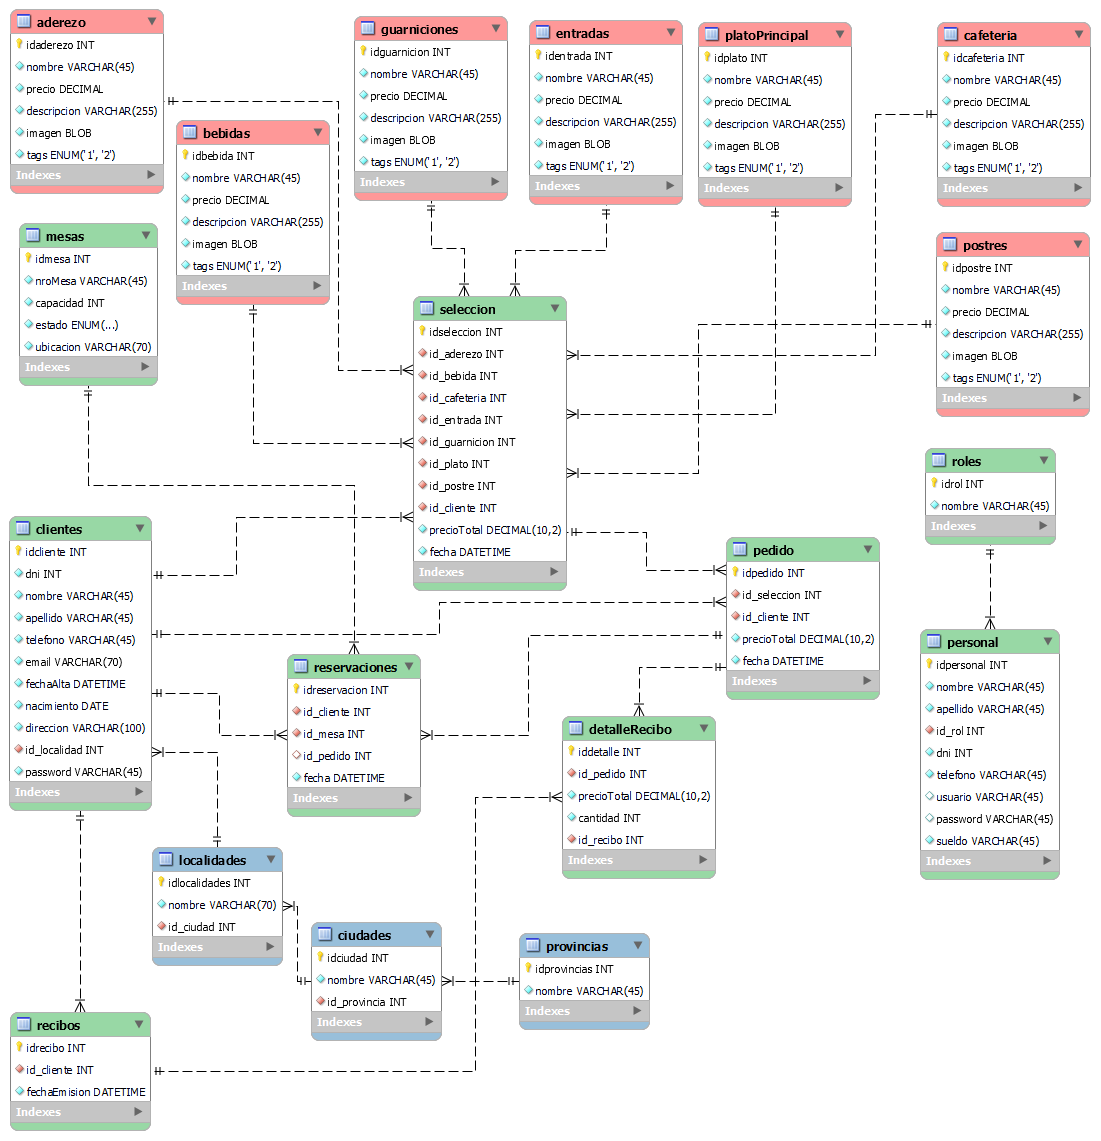 aderezo
idaderezo INT
nombre VARCHAR(45)
precio DECIMAL
descripcion VARCHAR(255)
imagen BLOB
tags ENUM('1', '2')
Indexes
bebidas
idbebida INT
nombre VARCHAR(45)
precio DECIMAL
descripcion VARCHAR(255)
imagen BLOB
tags ENUM('1', '2')
Indexes
guarniciones
idguarnicion INT
nombre VARCHAR(45)
precio DECIMAL
descripcion VARCHAR(255)
imagen BLOB
tags ENUM('1', '2')
Indexes
entradas
identrada INT
nombre VARCHAR(45)
precio DECIMAL
descripcion VARCHAR(255)
imagen BLOB
tags ENUM('1', '2')
Indexes
platoPrincipal
idplato INT
nombre VARCHAR(45)
precio DECIMAL
descripcion VARCHAR(255)
imagen BLOB
tags ENUM('1', '2')
Indexes
cafeteria
idcafeteria INT
nombre VARCHAR(45)
precio DECIMAL
descripcion VARCHAR(255)
imagen BLOB
tags ENUM('1', '2')
Indexes
mesas
idmesa INT
nroMesa VARCHAR(45)
capacidad INT
estado ENUM(...)
ubicacion VARCHAR(70)
Indexes
postres
idpostre INT
nombre VARCHAR(45)
precio DECIMAL
descripcion VARCHAR(255)
imagen BLOB
tags ENUM('1', '2')
Indexes
seleccion
idseleccion INT
id_aderezo INT
id_bebida INT
id_cafeteria INT
id_entrada INT
id_guarnicion INT
id_plato INT
id_postre INT
id_cliente INT
precioTotal DECIMAL(10,2)
fecha DATETIME
Indexes
roles
idrol INT
nombre VARCHAR(45)
Indexes
clientes
idcliente INT
dni INT
nombre VARCHAR(45)
apellido VARCHAR(45)
telefono VARCHAR(45)
email VARCHAR(70)
fechaAlta DATETIME
nacimiento DATE
direccion VARCHAR(100)
id_localidad INT
password VARCHAR(45)
Indexes
pedido
idpedido INT
id_seleccion INT
id_cliente INT
precioTotal DECIMAL(10,2)
fecha DATETIME
Indexes
personal
idpersonal INT
nombre VARCHAR(45)
apellido VARCHAR(45)
id_rol INT
dni INT
telefono VARCHAR(45)
usuario VARCHAR(45)
password VARCHAR(45)
sueldo VARCHAR(45)
Indexes
reservaciones
idreservacion INT
id_cliente INT
id_mesa INT
id_pedido INT
fecha DATETIME
Indexes
detalleRecibo
iddetalle INT
id_pedido INT
precioTotal DECIMAL(10,2)
cantidad INT
id_recibo INT
Indexes
localidades
idlocalidades INT
nombre VARCHAR(70)
id_ciudad INT
Indexes
ciudades
idciudad INT
nombre VARCHAR(45)
id_provincia INT
Indexes
provincias
idprovincias INT
nombre VARCHAR(45)
Indexes
recibos
idrecibo INT
id_cliente INT
fechaEmision DATETIME
Indexes